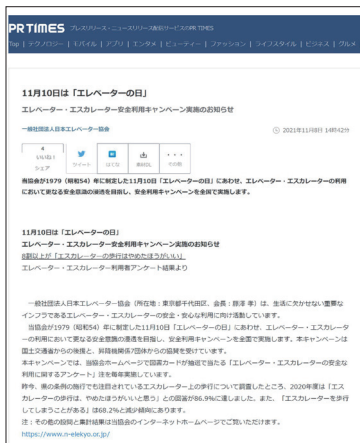 PR TIMES プレスリリース・ニュースリリース配信サービスのPR TIMES
Top | テクノロジー | モバイル | アプリ | エンタメ | ビューティー | ファッション | ライフスタイル | ビジネス | グルメ
11月10日は「エレベーターの日」
エレベーター・エスカレーター安全利用キャンペーン実施のお知らせ
一般社団法人日本エレベーター協会
2021年11月8日 14時42分
4
いいね!
シェア
ツイート
はてな
素材DL
その他
当協会が1979（昭和54）年に制定した11月10日「エレベーターの日」にあわせ、エレベーター・エスカレーターの利用
において更なる安全意識の浸透を目指し、安全利用キャンペーンを全国で実施します。
11月10日は「エレベーターの日」
エレベーター・エスカレーター安全利用キャンペーン実施のお知らせ
8割以上が「エスカレーターの歩行はやめたほうがいい」
エレベーター・エスカレーター利用者アンケート結果より
一般社団法人日本エレベーター協会（所在地：東京都千代田区、会長：藤澤 孝）は、生活に欠かせない重要な
インフラであるエレベーター・エスカレーターの安全・安心な利用に向け活動しています。
当協会が1979（昭和54）年に制定した11月10日「エレベーターの日」にあわせ、エレベーター・エスカレータ
ーの利用において更なる安全意識の浸透を目指し、安全利用キャンペーンを全国で実施します。本キャンペーンは
国土交通省からの後援と、昇降機関係7団体からの協賛を受けています。
本キャンペーンでは、当協会ホームページで図書カードが抽選で当たる「エレベーター・エスカレーターの安全な
利用に関するアンケート」注を毎年実施しています。
昨今、県の条例の施行でも注目されているエスカレーター上の歩行について調査したところ、2020年度は「エス
カレーターの歩行は、やめた方がいいと思う」との回答が86.9%に達しました。また、「エスカレーターを歩行
してしまうことがある」は68.2%と減少傾向にあります。
注：その他の設問と集計結果は当協会のインターネットホームページでご覧いただけます。
https://www.n-elekyo.or.jp/